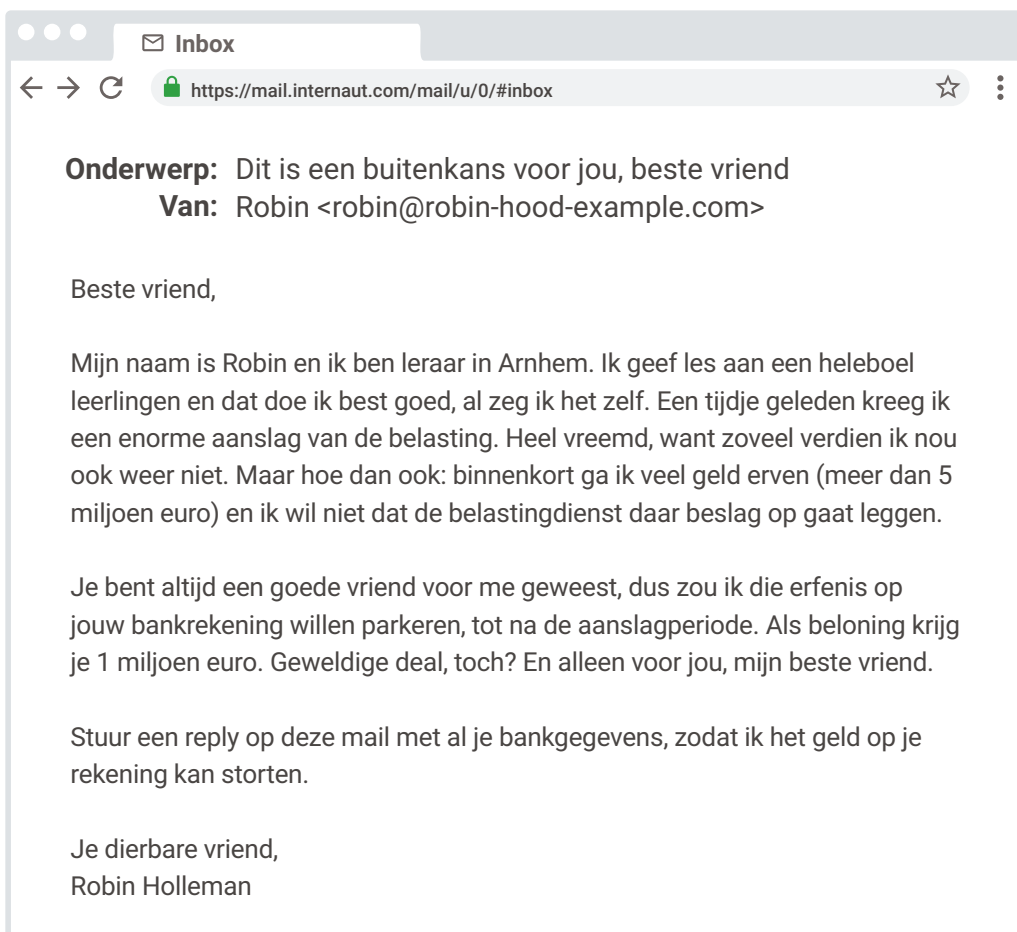 Inbox
https://mail.internaut.com/mail/u/0/#inbox
Onderwerp: Dit is een buitenkans voor jou, beste vriend
Van: Robin <robin@robin-hood-example.com>
Beste vriend,
Mijn naam is Robin en ik ben leraar in Arnhem. Ik geef les aan een heleboel
leerlingen en dat doe ik best goed, al zeg ik het zelf. Een tijdje geleden kreeg ik
een enorme aanslag van de belasting. Heel vreemd, want zoveel verdien ik nou
ook weer niet. Maar hoe dan ook: binnenkort ga ik veel geld erven (meer dan 5
miljoen euro) en ik wil niet dat de belastingdienst daar beslag op gaat leggen.
Je bent altijd een goede vriend voor me geweest, dus zou ik die erfenis op
jouw bankrekening willen parkeren, tot na de aanslagperiode. Als beloning krijg
je 1 miljoen euro. Geweldige deal, toch? En alleen voor jou, mijn beste vriend.
Stuur een reply op deze mail met al je bankgegevens, zodat ik het geld op je
rekening kan storten.
Je dierbare vriend,
Robin Holleman